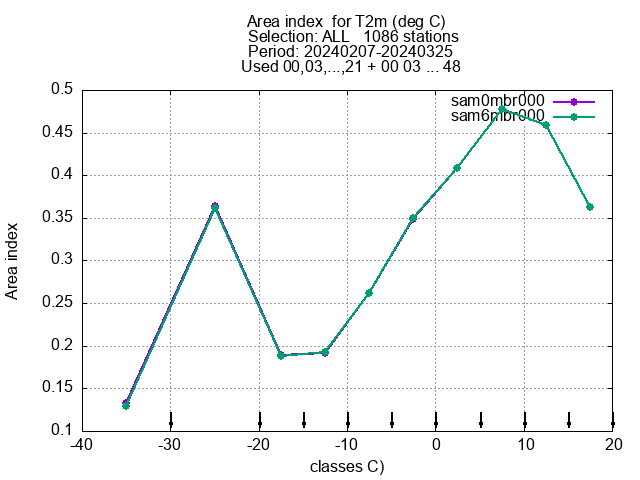 Area index  for T2m (deg C)
Selection: ALL   1086 stations
Period: 20240207-20240325
Used 00,03,...,21 + 00 03 ... 48
sam0mbr000
sam6mbr000
Area index
0.5
0.45
0.4
0.35
0.3
0.25
0.2
0.15
0.1
-40 -30 -20 -10 0 10 20
classes C)